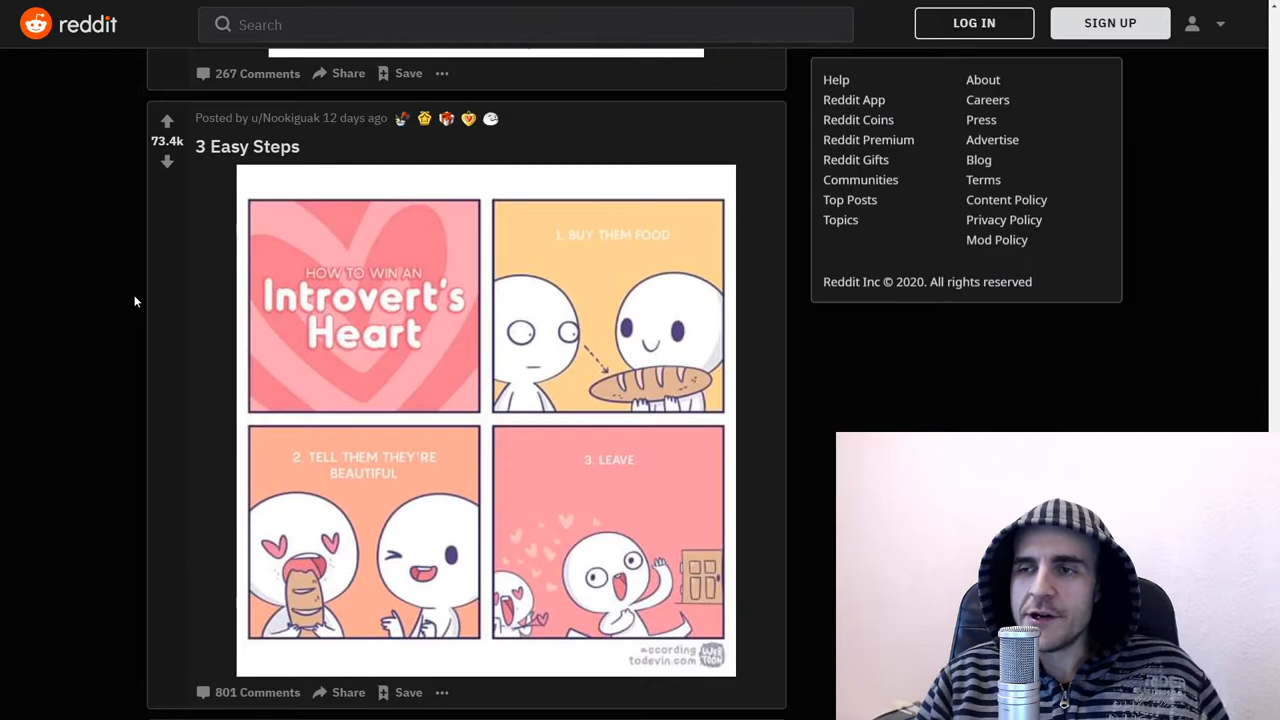 reddit
Search
LOG IN
SIGN UP
267 Comments
Share
Save
Posted by u/Nookiguak 12 days ago
73.4k
3 Easy Steps
HOW TO WIN AN
Introvert's
Heart
1. BUY THEM FOOD
2. TELL THEM THEY'RE
BEAUTIFUL
3. LEAVE
according
todevin.com
WEB
TOON
801 Comments
Share
Save
Help
About
Reddit App
Careers
Reddit Coins
Press
Reddit Premium
Advertise
Reddit Gifts
Blog
Communities
Terms
Top Posts
Content Policy
Topics
Privacy Policy
Mod Policy
Reddit Inc © 2020. All rights reserved